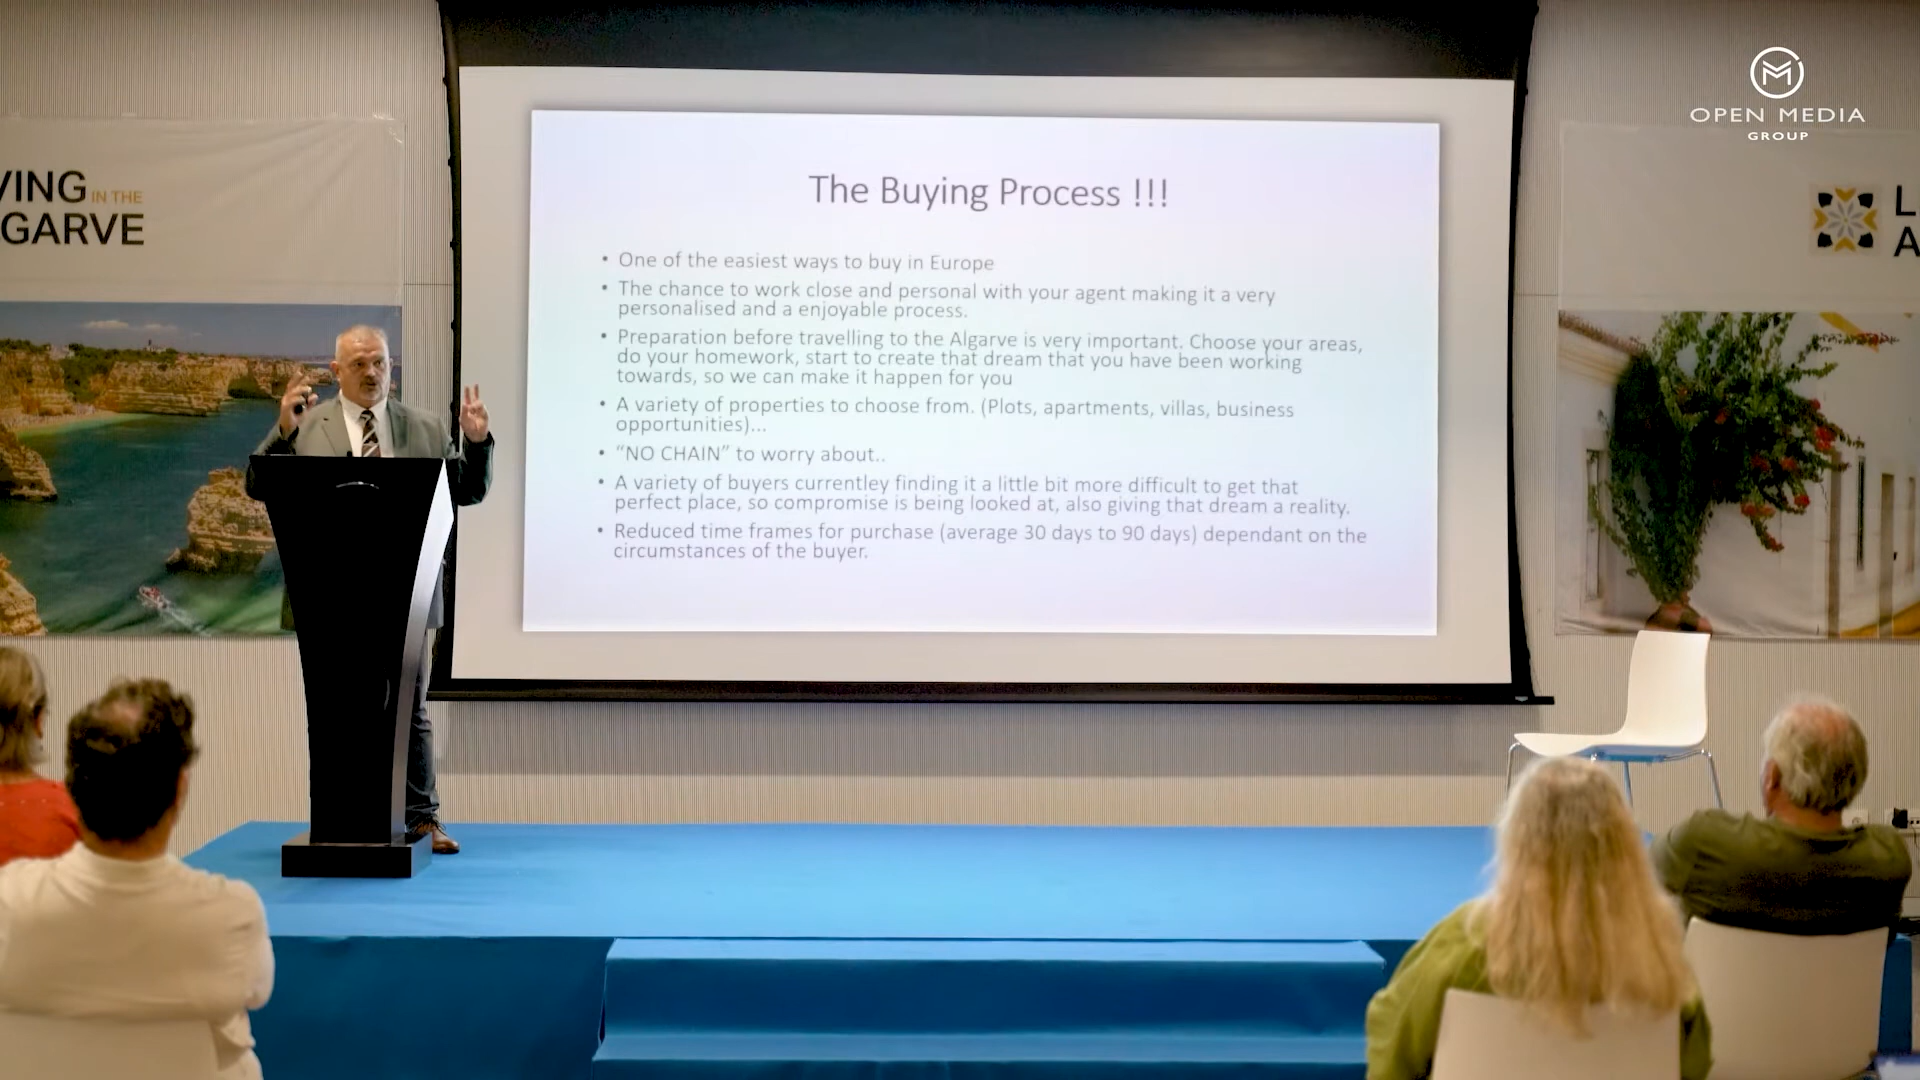 OPEN MEDIA
GROUP
VING IN THE
GARVE
L
A
The Buying Process !!!
• One of the easiest ways to buy in Europe
• The chance to work close and personal with your agent making it a very
personalised and a enjoyable process.
• Preparation before travelling to the Algarve is very important. Choose your areas,
do your homework, start to create that dream that you have been working
towards, so we can make it happen for you
• A variety of properties to choose from. (Plots, apartments, villas, business
opportunities)...
• “NO CHAIN” to worry about..
• A variety of buyers currentley finding it a little bit more difficult to get that
perfect place, so compromise is being looked at, also giving that dream a reality.
• Reduced time frames for purchase (average 30 days to 90 days) dependant on the
circumstances of the buyer.